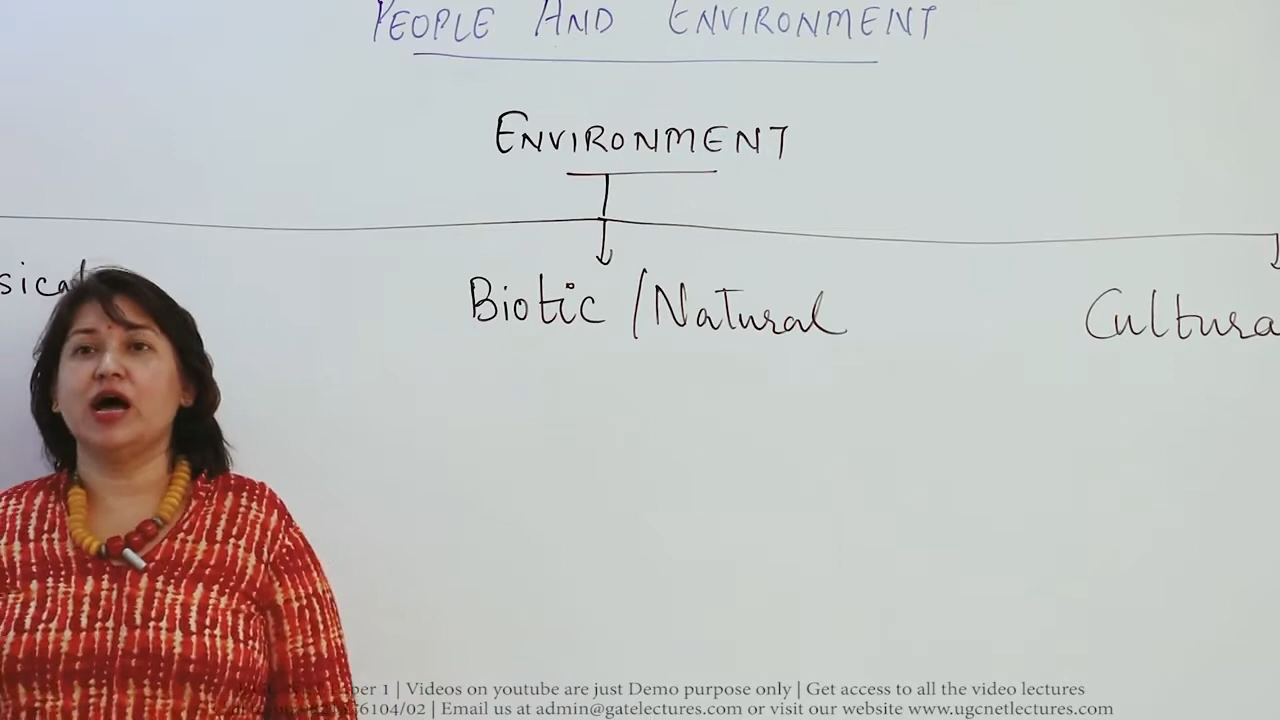 PEOPLE AND ENVIRONMENT
ENVIRONMENT
sical Biotic / Natural Cultura
per 1 | Videos on youtube are just Demo purpose only | Get access to all the video lectures
6104/02 | Email us at admin@gatelectures.com or visit our website www.ugcnetlectures.com